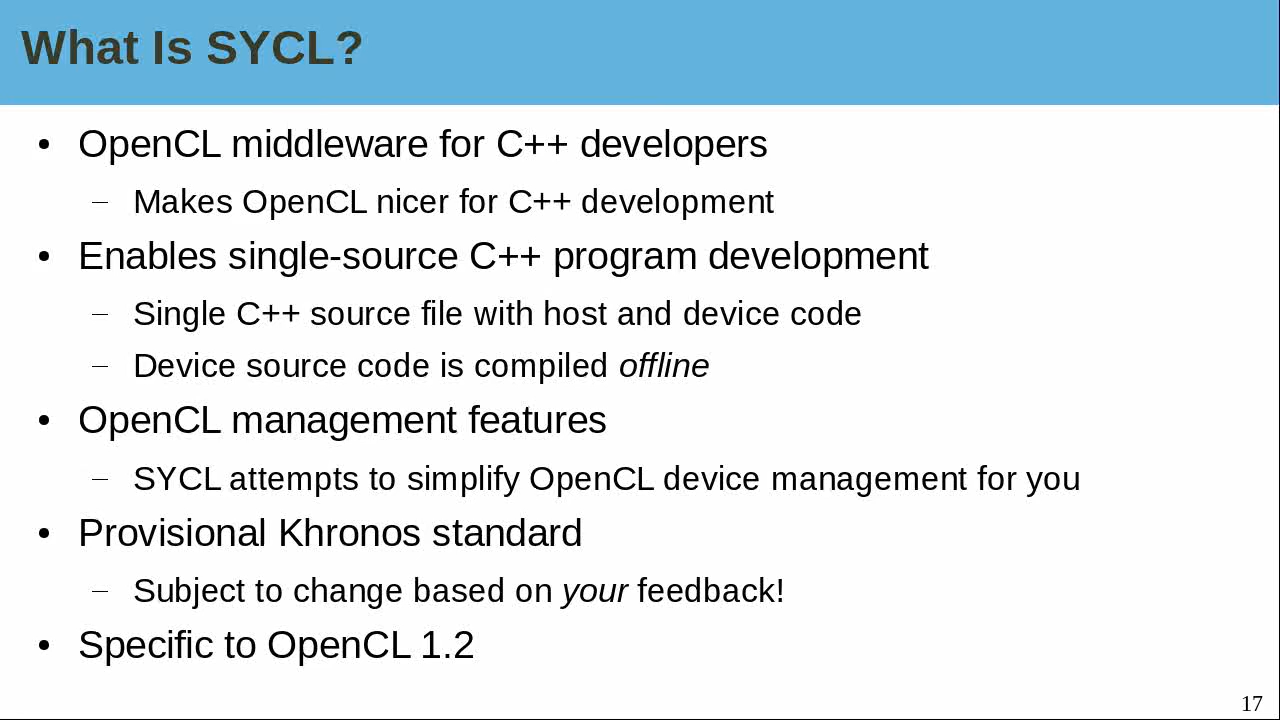 What Is SYCL?
• OpenCL middleware for C++ developers
– Makes OpenCL nicer for C++ development
• Enables single-source C++ program development
– Single C++ source file with host and device code
– Device source code is compiled offline
• OpenCL management features
– SYCL attempts to simplify OpenCL device management for you
• Provisional Khronos standard
– Subject to change based on your feedback!
• Specific to OpenCL 1.2
17